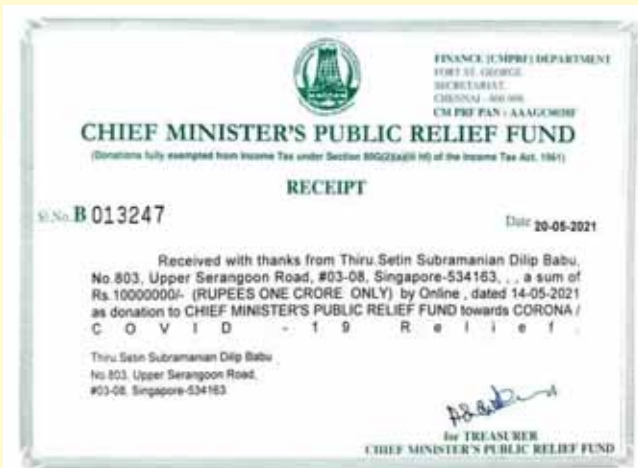 FINANCE [CMPRF] DEPARTMENT
FORT ST. GEORGE
SECRETARIAT,
CHENNAI - 600 009.
CM PRF PAN :
CHIEF MINISTER'S PUBLIC RELIEF FUND
(Donations fully exempted from Income Tax under Section of the Income Tax Act, 1961)
RECEIPT
Sl.No. B 013247
Date 20-05-2021
Received with thanks from Thiru.Setin Subramanian Dilip Babu,
No.803, Upper Serangoon Road, #03-08, Singapore-534163, , , a sum of
Rs.10000000/- (RUPEES ONE CRORE ONLY) by Online , dated 14-05-2021
as donation to CHIEF MINISTER'S PUBLIC RELIEF FUND towards CORONA /
C O V I D - 1 9 R e l i e f .
Thiru.Setin Subramanian Dilip Babu
No.803, Upper Serangoon Road,
#03-08, Singapore-534163
for TREASURER
CHIEF MINISTER'S PUBLIC RELIEF FUND